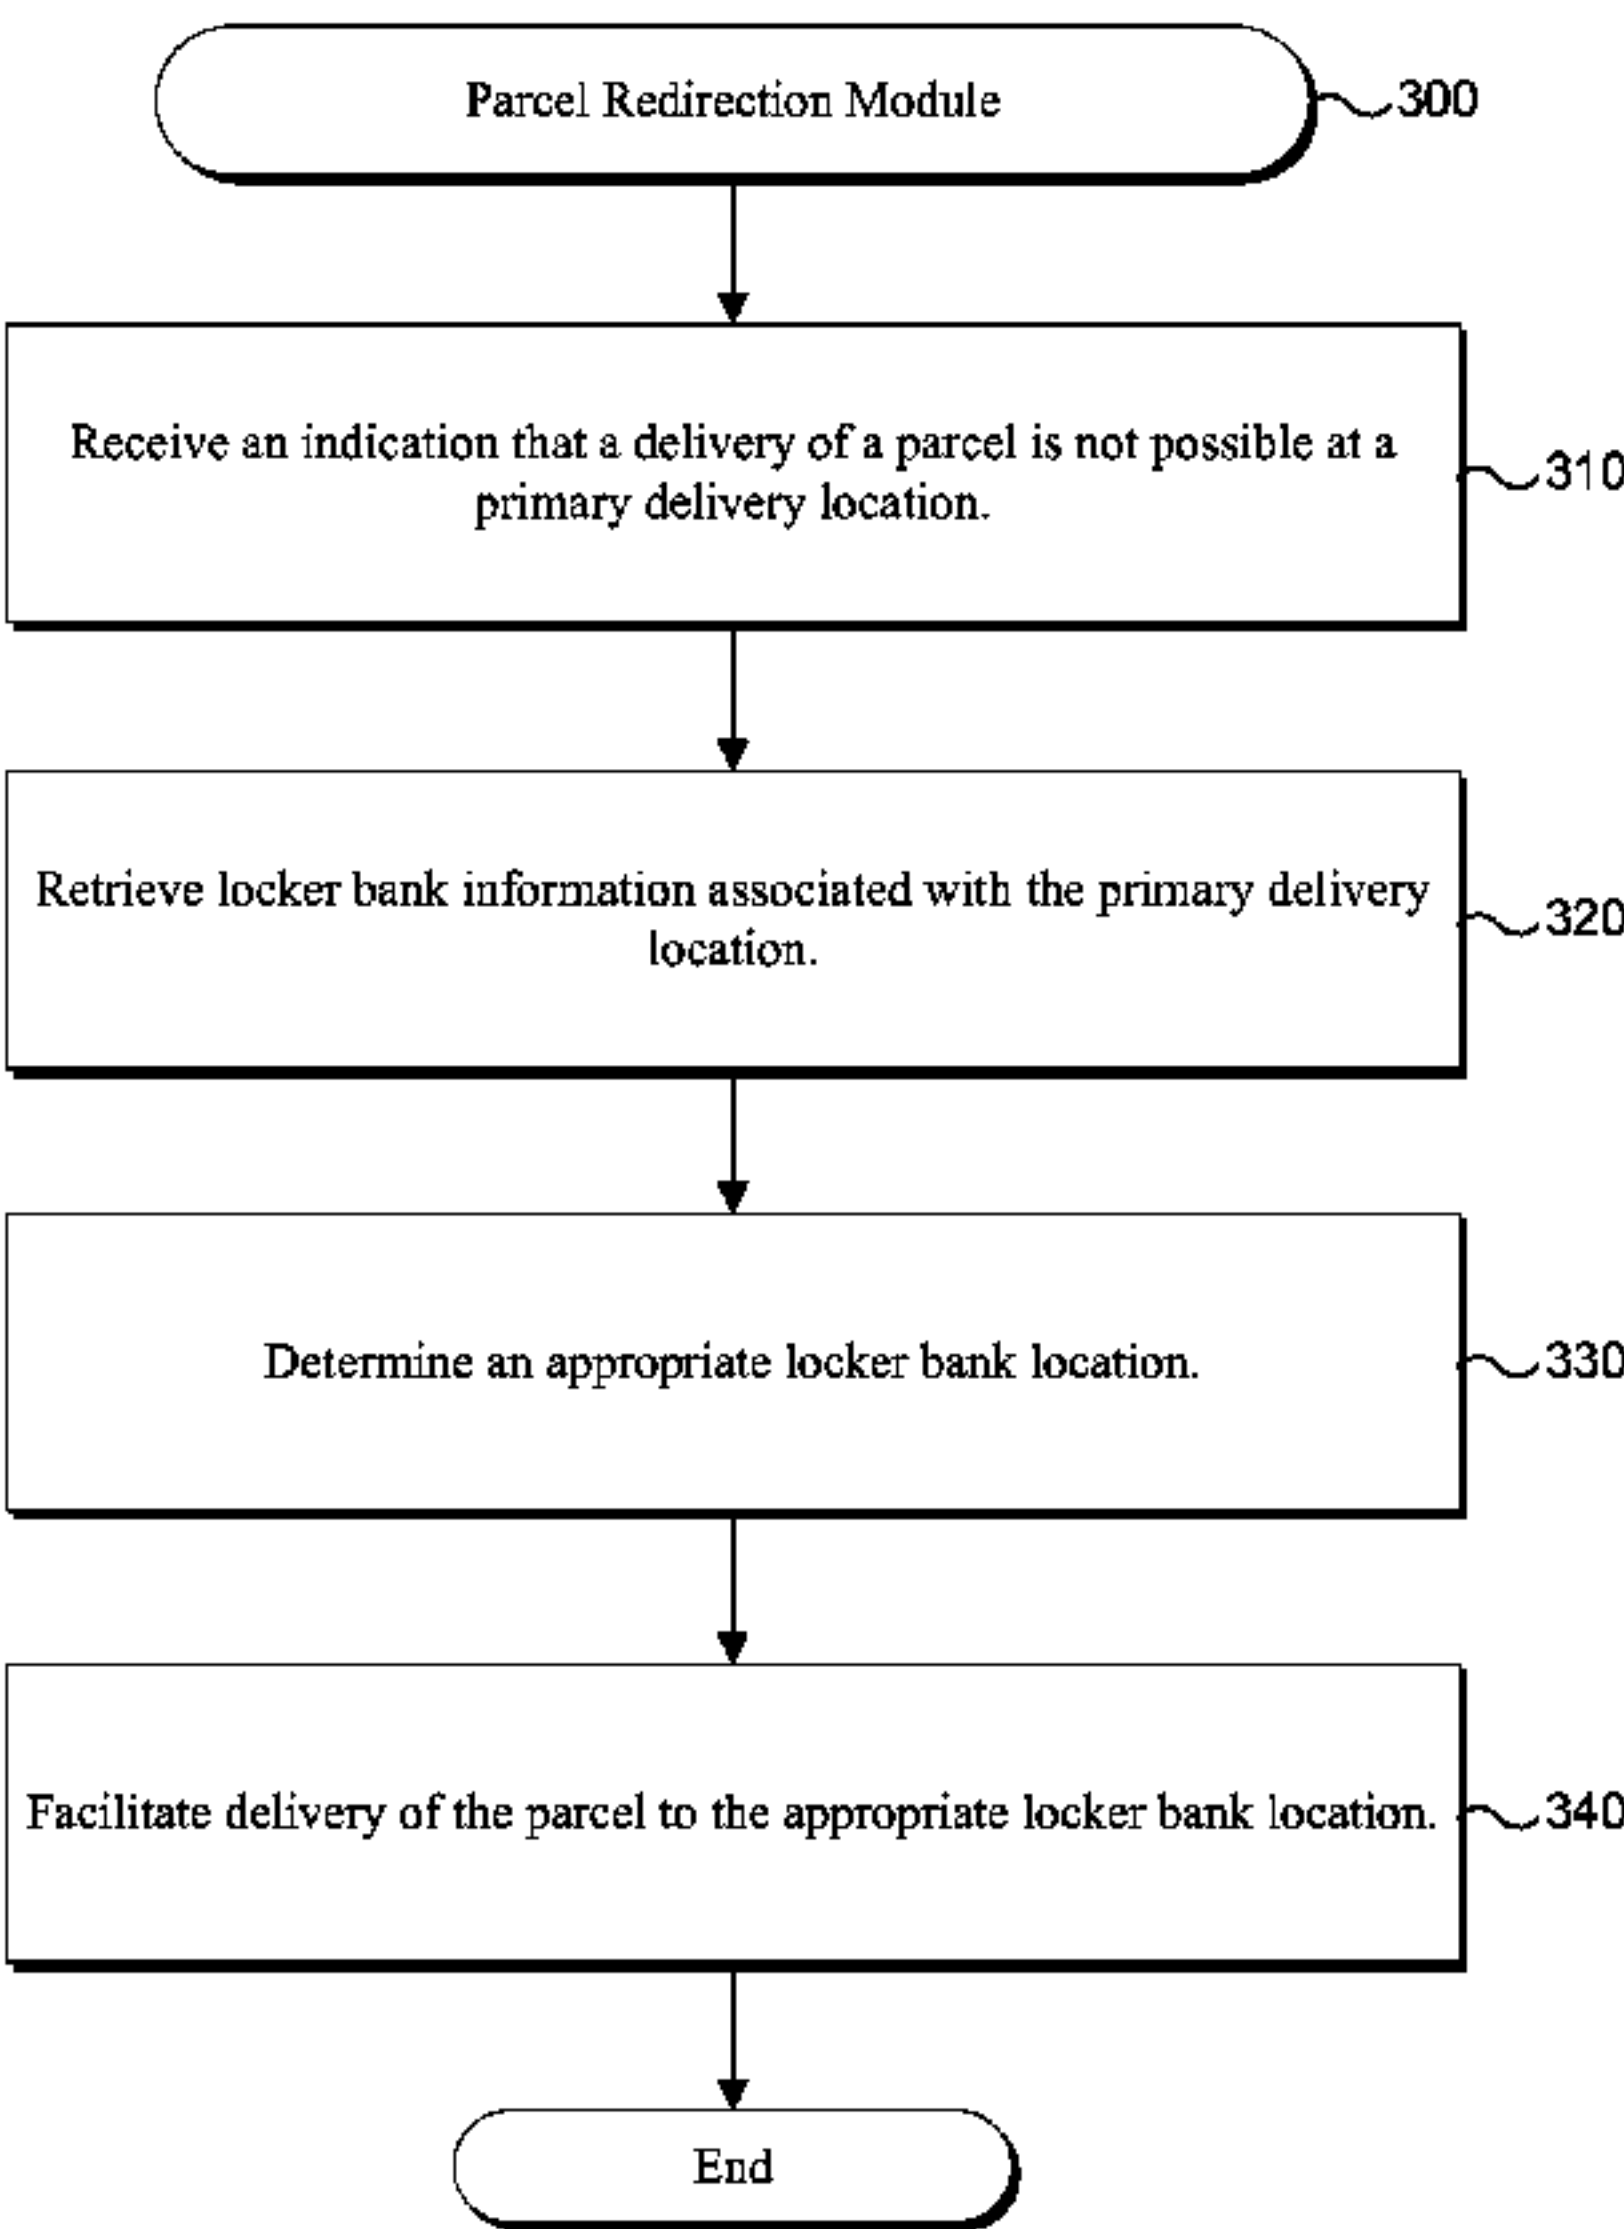 Parcel Redirection Module
300
Receive an indication that a delivery of a parcel is not possible at a
primary delivery location.
310
Retrieve locker bank information associated with the primary delivery
location.
320
Determine an appropriate locker bank location.
330
Facilitate delivery of the parcel to the appropriate locker bank location.
340
End